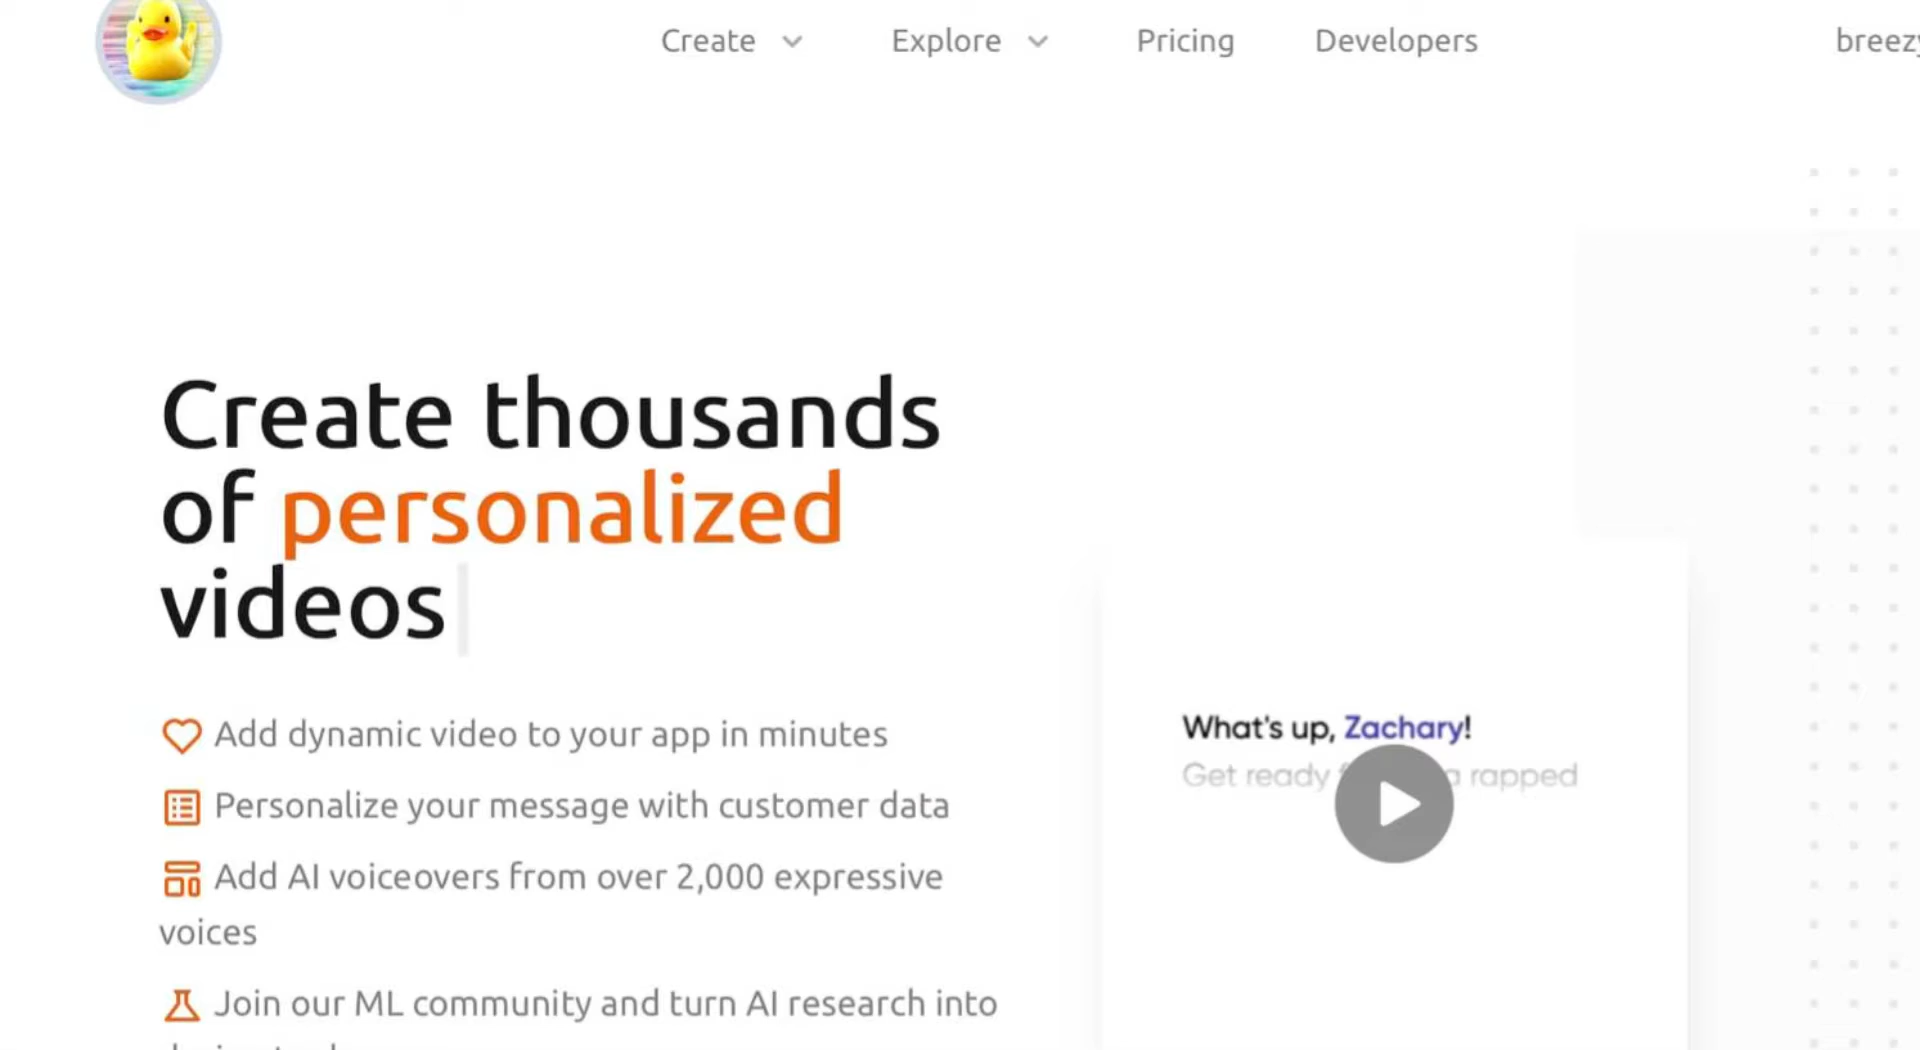 Create
Explore
Pricing
Developers
Create thousands
of personalized
videos
Add dynamic video to your app in minutes
Personalize your message with customer data
Add AI voiceovers from over 2,000 expressive
voices
Join our ML community and turn AI research into
What's up, Zachary!
Get ready rapped